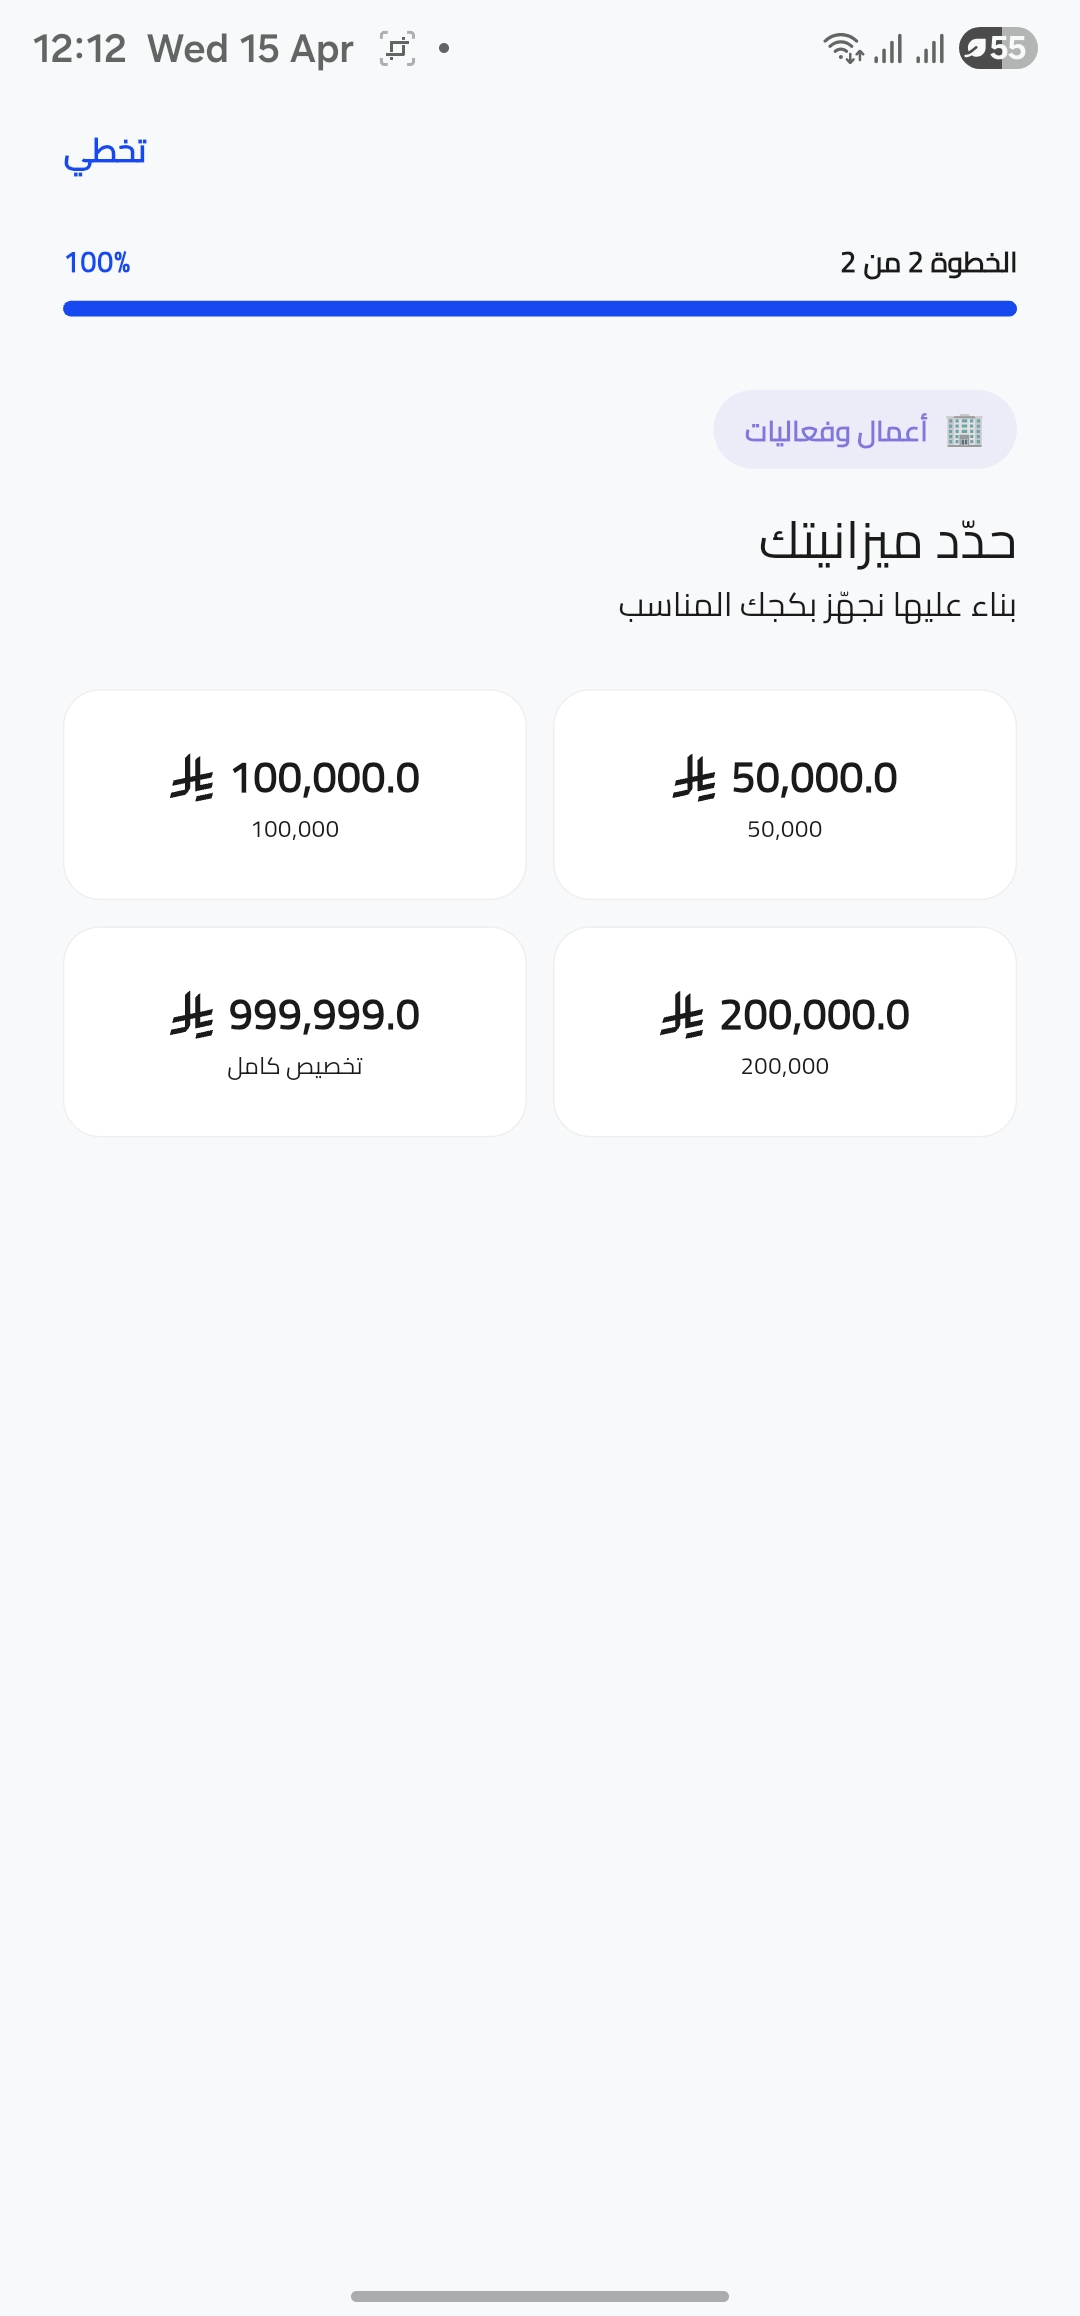 12:12 Wed 15 Apr
55
تخطي
الخطوة 2 من 2
100%
أعمال وفعاليات
حدّد ميزانيتك
بناء عليها نجهّز بكجك المناسب
50,000.0
50,000
100,000.0
100,000
200,000.0
200,000
999,999.0
تخصيص كامل